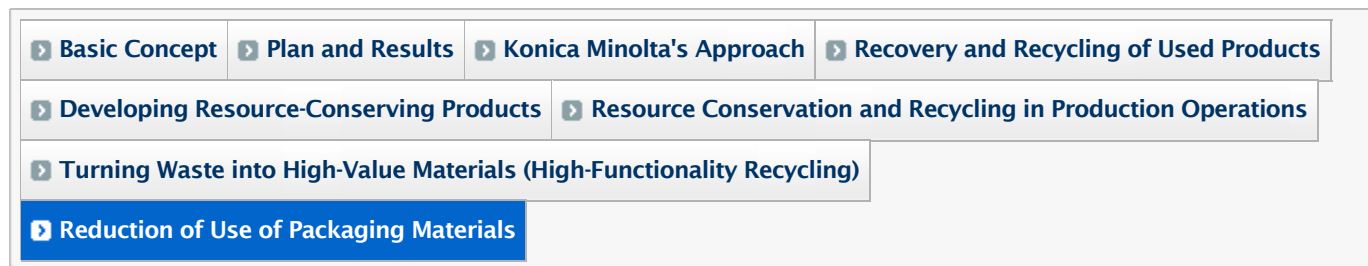 Basic Concept Plan and Results Konica Minolta's Approach Recovery and Recycling of Used Products
Developing Resource-Conserving Products Resource Conservation and Recycling in Production Operations
Turning Waste into High-Value Materials (High-Functionality Recycling)
Reduction of Use of Packaging Materials